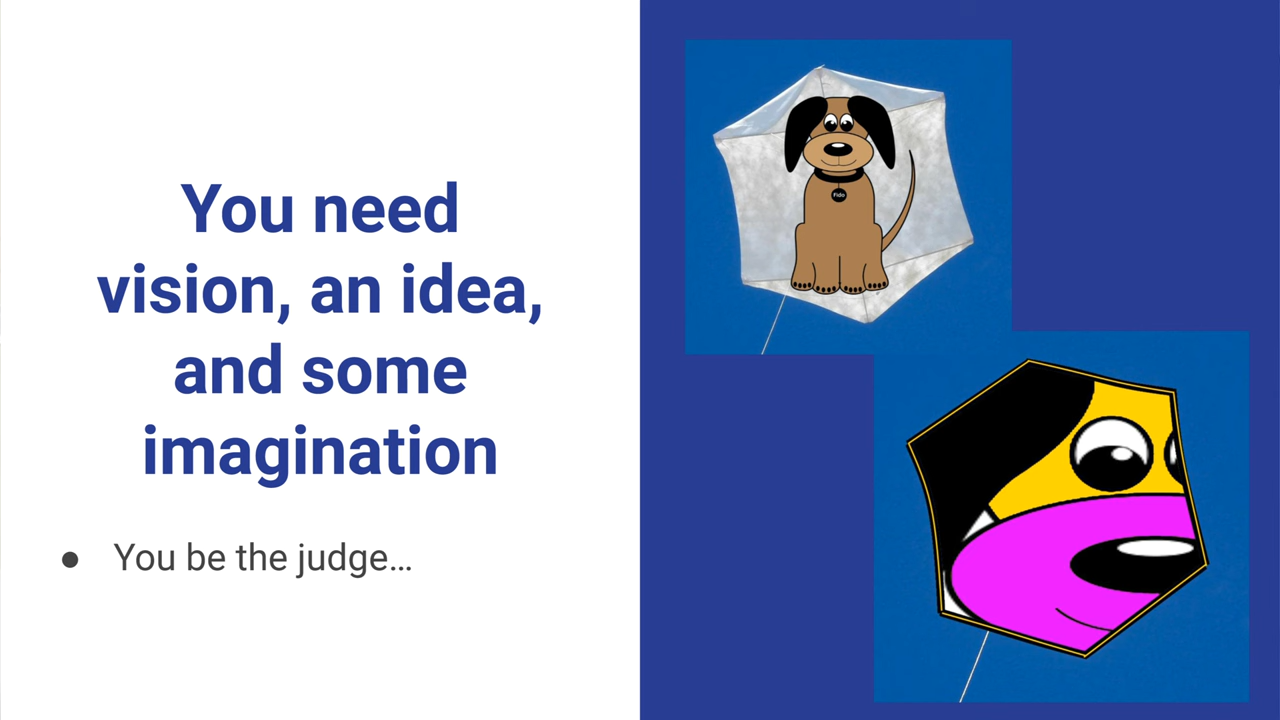 You need
vision, an idea,
and some
imagination
● You be the judge...
Fido